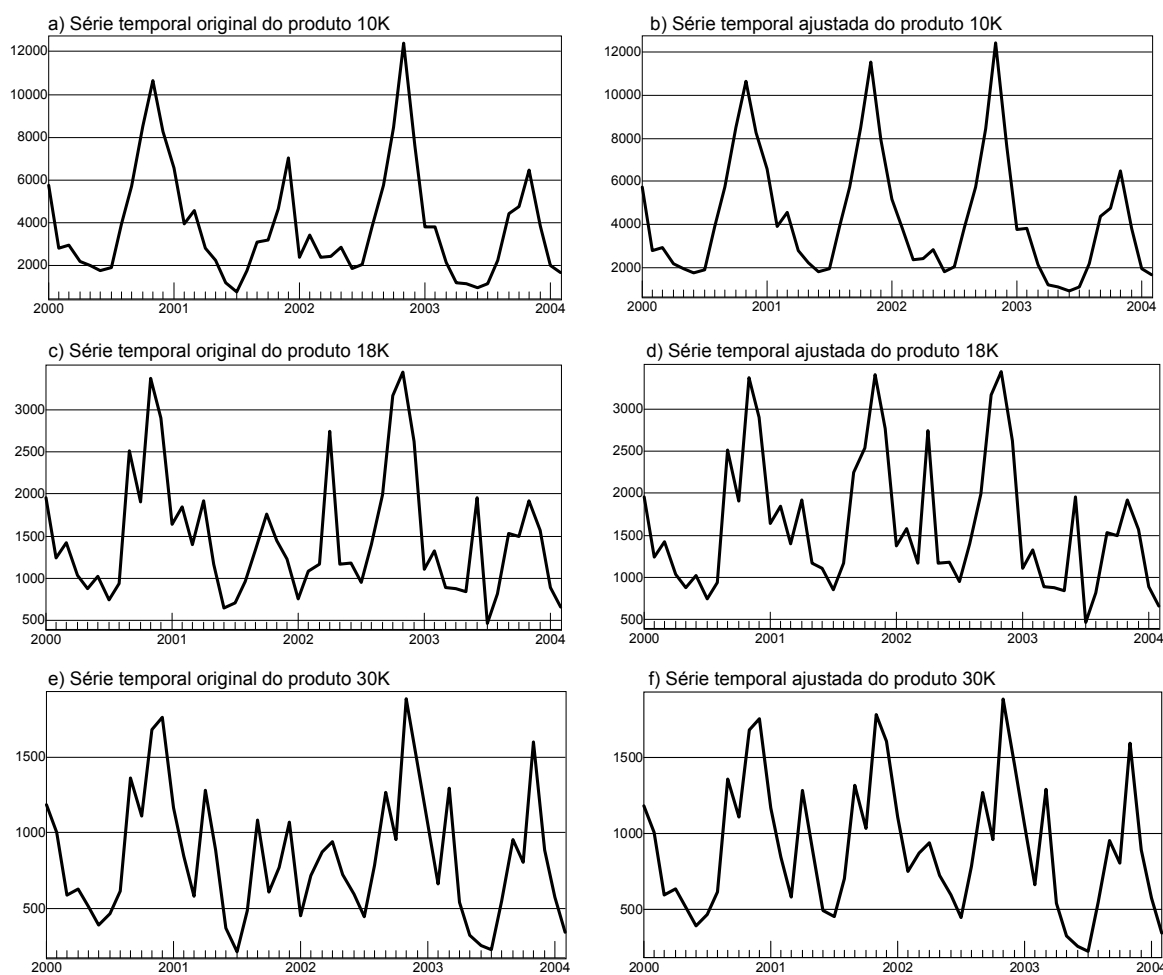 a) Série temporal original do produto 10K
12000
10000
8000
6000
4000
2000
2000 2001 2002 2003 2004
b) Série temporal ajustada do produto 10K
12000
10000
8000
6000
4000
2000
2000 2001 2002 2003 2004
c) Série temporal original do produto 18K
3000
2500
2000
1500
1000
500
2000 2001 2002 2003 2004
d) Série temporal ajustada do produto 18K
3000
2500
2000
1500
1000
500
2000 2001 2002 2003 2004
e) Série temporal original do produto 30K
1500
1000
500
2000 2001 2002 2003 2004
f) Série temporal ajustada do produto 30K
1500
1000
500
2000 2001 2002 2003 2004